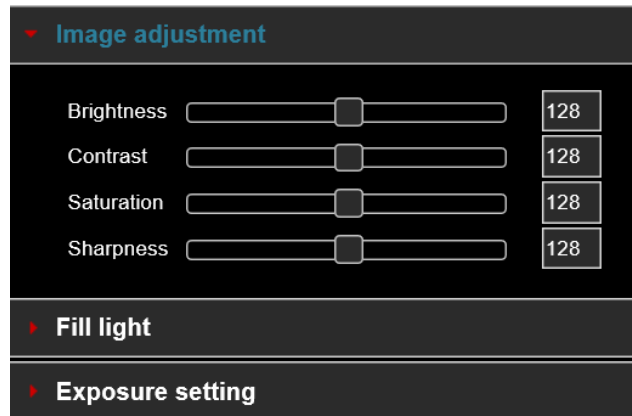 Image adjustment
Brightness 128
Contrast 128
Saturation 128
Sharpness 128
Fill light
Exposure setting